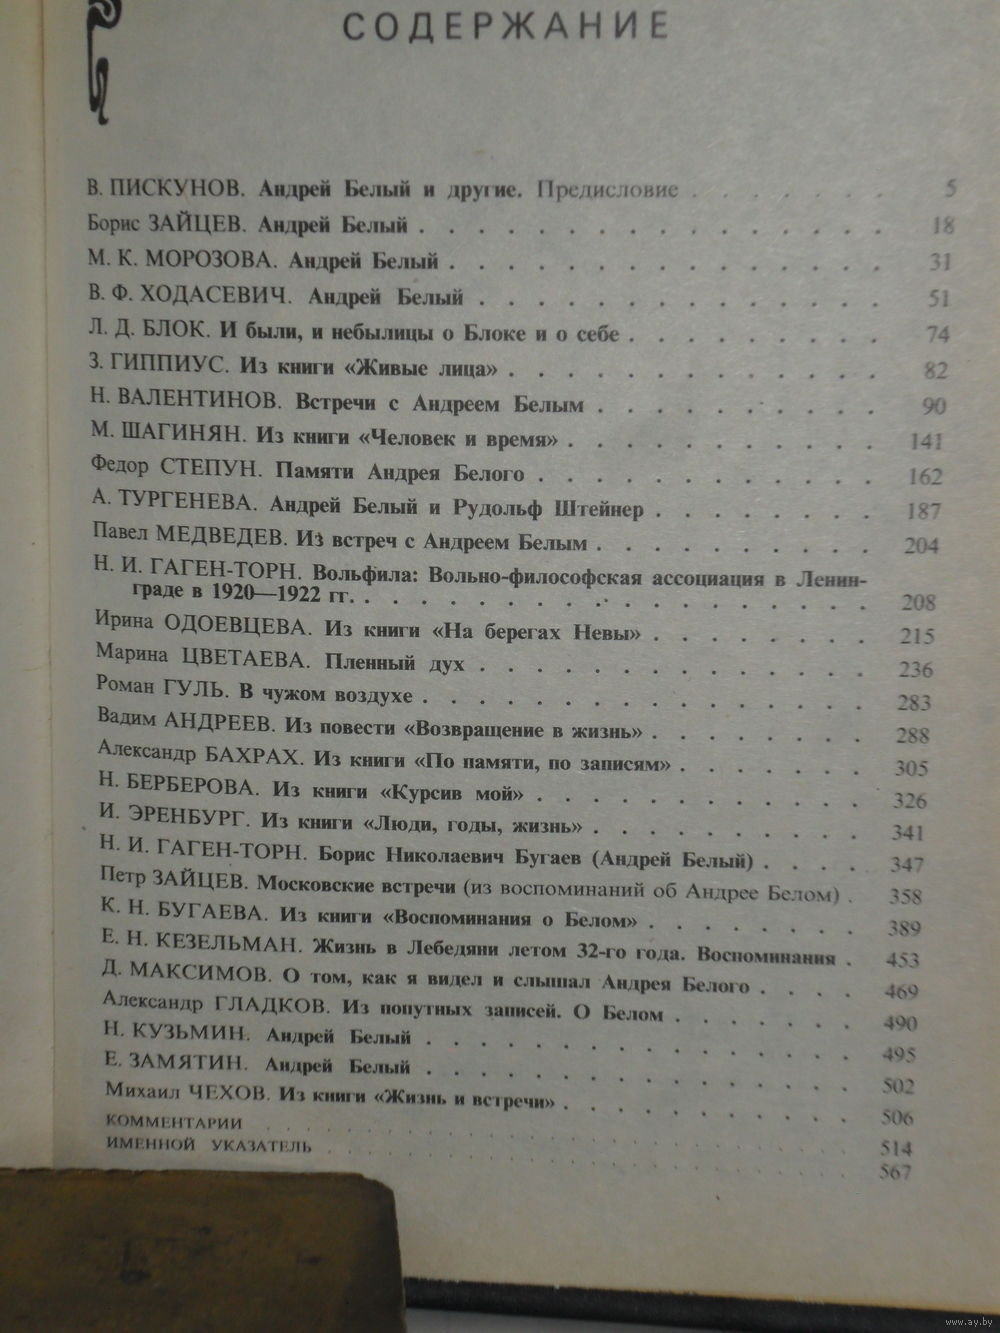 СОДЕРЖАНИЕ
В. ПИСКУНОВ. Андрей Белый и другие. Предисловие . . . . . . . 5
Борис ЗАЙЦЕВ. Андрей Белый . . . . . . . . . . . . . . . . 18
М. К. МОРОЗОВА. Андрей Белый . . . . . . . . . . . . . . . 31
В. Ф. ХОДАСЕВИЧ. Андрей Белый . . . . . . . . . . . . . . 51
Л. Д. БЛОК. И были, и небылицы о Блоке и о себе . . . . . . . . . 74
З. ГИППИУС. Из книги «Живые лица» . . . . . . . . . . . . . 82
Н. ВАЛЕНТИНОВ. Встречи с Андреем Белым . . . . . . . . . . 90
М. ШАГИНЯН. Из книги «Человек и время» . . . . . . . . . . . 141
Федор СТЕПУН. Памяти Андрея Белого . . . . . . . . . . . . 162
А. ТУРГЕНЕВА. Андрей Белый и Рудольф Штейнер . . . . . . . . 187
Павел МЕДВЕДЕВ. Из встреч с Андреем Белым . . . . . . . . . . 204
Н. И. ГАГЕН-ТОРН. Вольфила: Вольно-философская ассоциация в Ленин-
граде в 1920—1922 гг. . . . . . . . . . . . . . . . . . 208
Ирина ОДОЕВЦЕВА. Из книги «На берегах Невы» . . . . . . . . 215
Марина ЦВЕТАЕВА. Пленный дух . . . . . . . . . . . . . . 236
Роман ГУЛЬ. В чужом воздухе . . . . . . . . . . . . . . . . 283
Вадим АНДРЕЕВ. Из повести «Возвращение в жизнь» . . . . . . . . 288
Александр БАХРАХ. Из книги «По памяти, по записям» . . . . . . . 305
Н. БЕРБЕРОВА. Из книги «Курсив мой» . . . . . . . . . . . . 326
И. ЭРЕНБУРГ. Из книги «Люди, годы, жизнь» . . . . . . . . . . 341
Н. И. ГАГЕН-ТОРН. Борис Николаевич Бугаев (Андрей Белый) . . . . 347
Петр ЗАЙЦЕВ. Московские встречи (из воспоминаний об Андрее Белом) . 358
К. Н. БУГАЕВА. Из книги «Воспоминания о Белом» . . . . . . . . 389
Е. Н. КЕЗЕЛЬМАН. Жизнь в Лебедяни летом 32-го года. Воспоминания . 453
Д. МАКСИМОВ. О том, как я видел и слышал Андрея Белого . . . . 469
Александр ГЛАДКОВ. Из попутных записей. О Белом . . . . . . . 490
Н. КУЗЬМИН. Андрей Белый . . . . . . . . . . . . . . . 495
Е. ЗАМЯТИН. Андрей Белый . . . . . . . . . . . . . . . 502
Михаил ЧЕХОВ. Из книги «Жизнь и встречи» . . . . . . . . . . 506
КОММЕНТАРИИ . . . . . . . . . . . . . . . . . . . . 514
ИМЕННОЙ УКАЗАТЕЛЬ . . . . . . . . . . . . . . . . . 567
www.ay.by